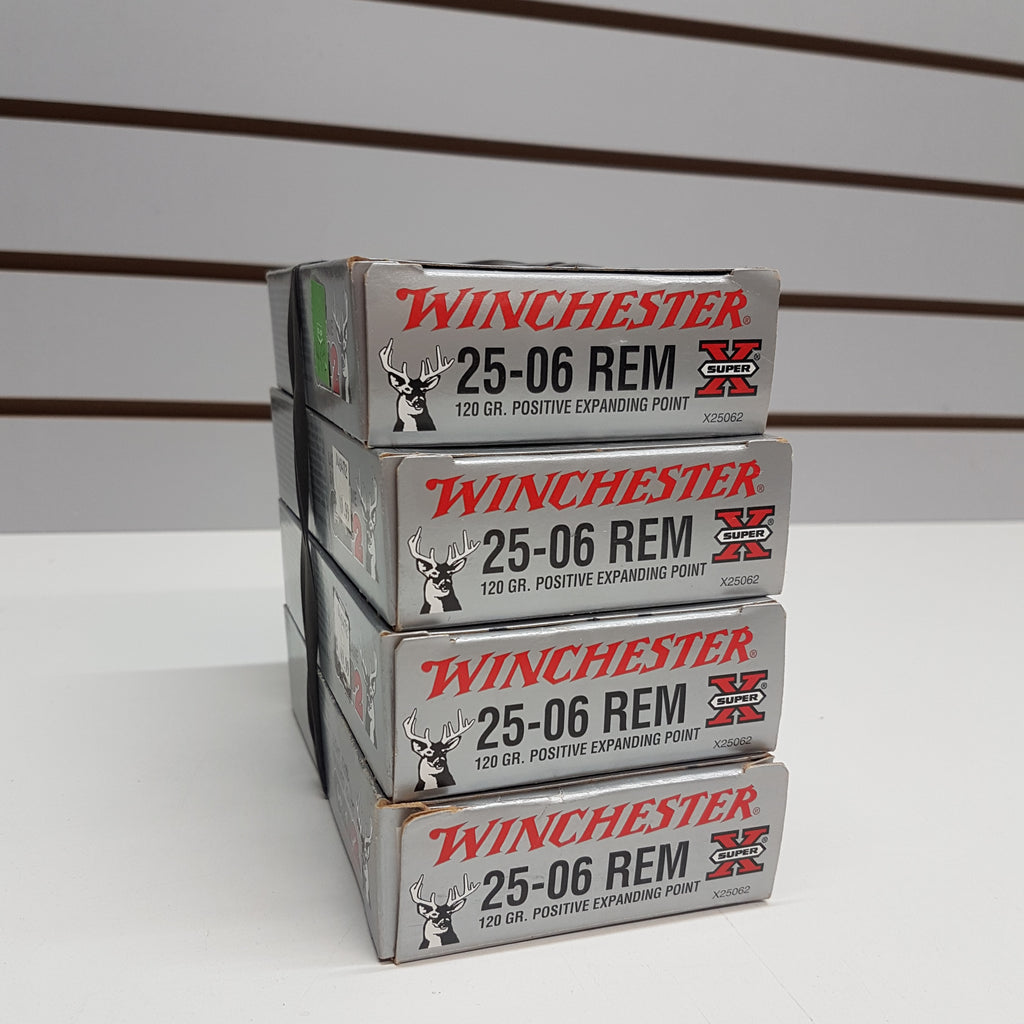 WINCHESTER®
25-06 REM
120 GR. POSITIVE EXPANDING POINT
X® SUPER
X25062
WINCHESTER®
25-06 REM
120 GR. POSITIVE EXPANDING POINT
X® SUPER
X25062
WINCHESTER®
25-06 REM
120 GR. POSITIVE EXPANDING POINT
X® SUPER
X25062
WINCHESTER®
25-06 REM
120 GR. POSITIVE EXPANDING POINT
X® SUPER
X25062